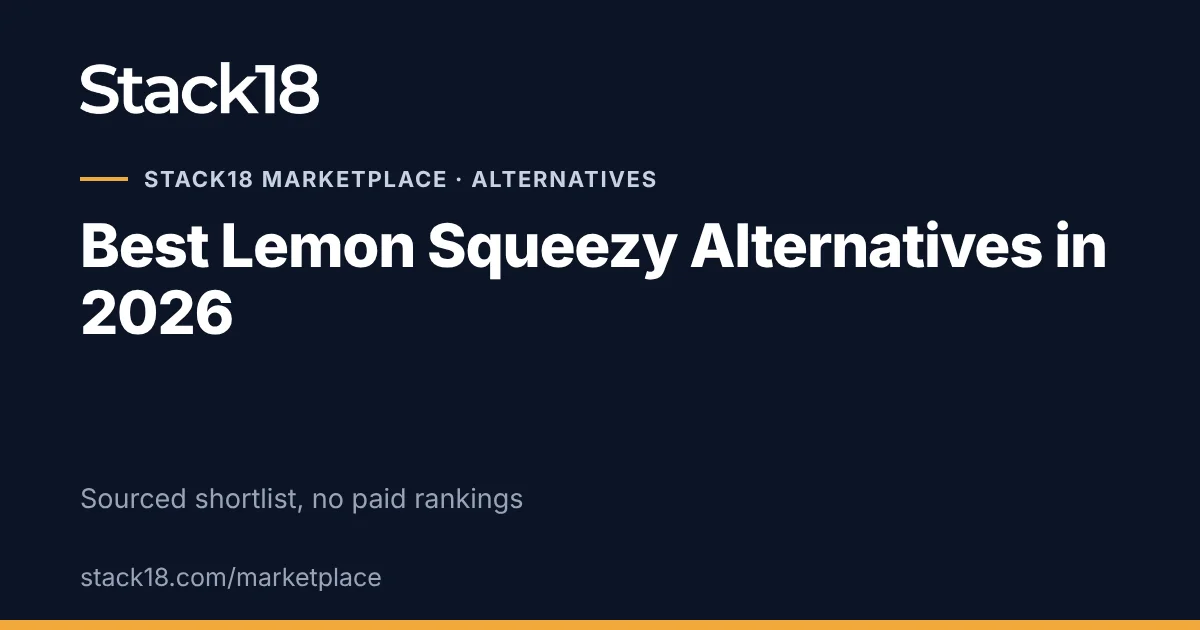 Stack18
STACK18 MARKETPLACE · ALTERNATIVES
Best Lemon Squeezy Alternatives in
2026
Sourced shortlist, no paid rankings
stack18.com/marketplace